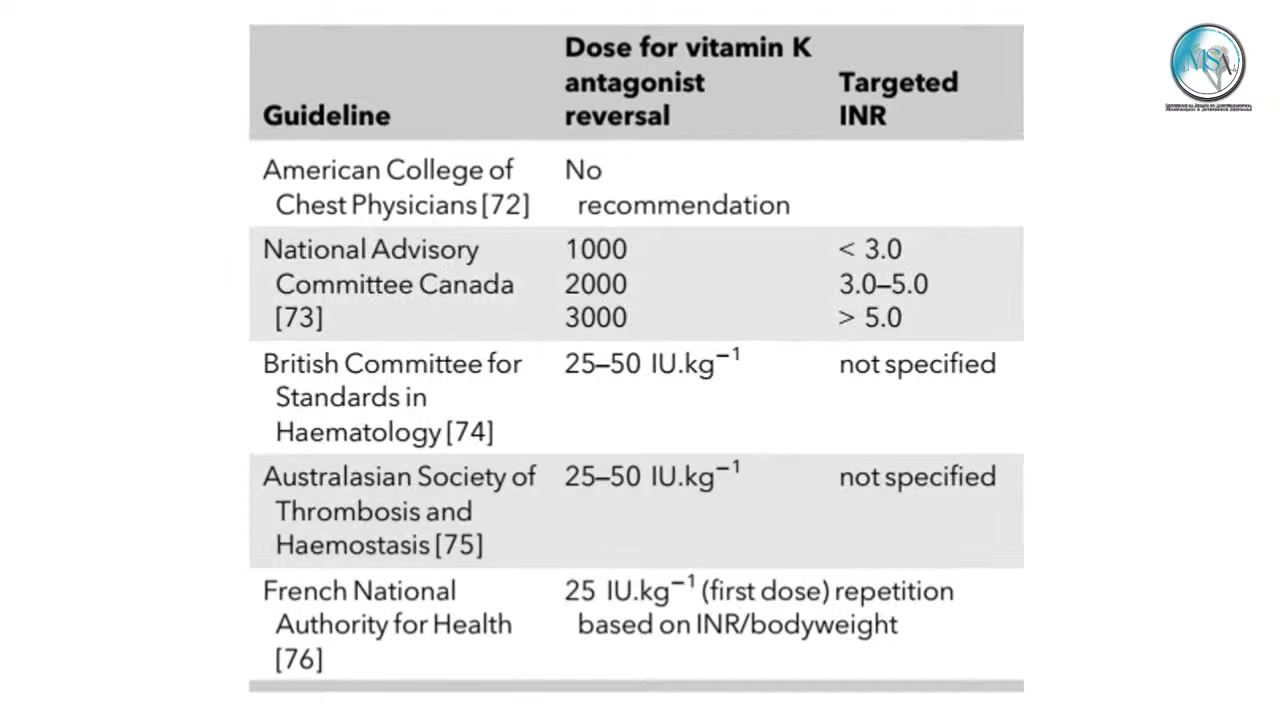 Guideline
Dose for vitamin K
antagonist
reversal
Targeted
INR
American College of
Chest Physicians [72]
No
recommendation
National Advisory
Committee Canada
[73]
1000
2000
3000
< 3.0
3.0–5.0
> 5.0
British Committee for
Standards in
Haematology [74]
25–50 IU.kg⁻¹
not specified
Australasian Society of
Thrombosis and
Haemostasis [75]
25–50 IU.kg⁻¹
not specified
French National
Authority for Health
[76]
25 IU.kg⁻¹ (first dose) repetition
based on INR/bodyweight
MSA